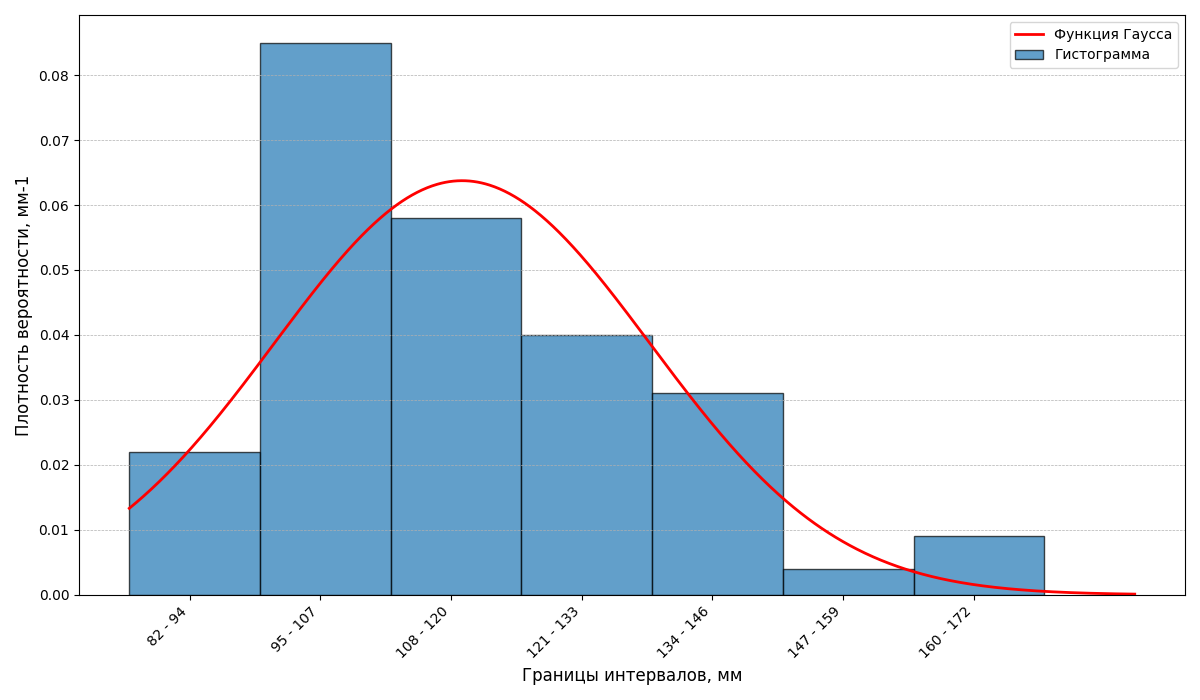 Функция Гаусса
Гистограмма
Плотность вероятности, мм-1
0.08
0.07
0.06
0.05
0.04
0.03
0.02
0.01
0.00
82 - 94
95 - 107
108 - 120
121 - 133
134 - 146
147 - 159
160 - 172
Границы интервалов, мм